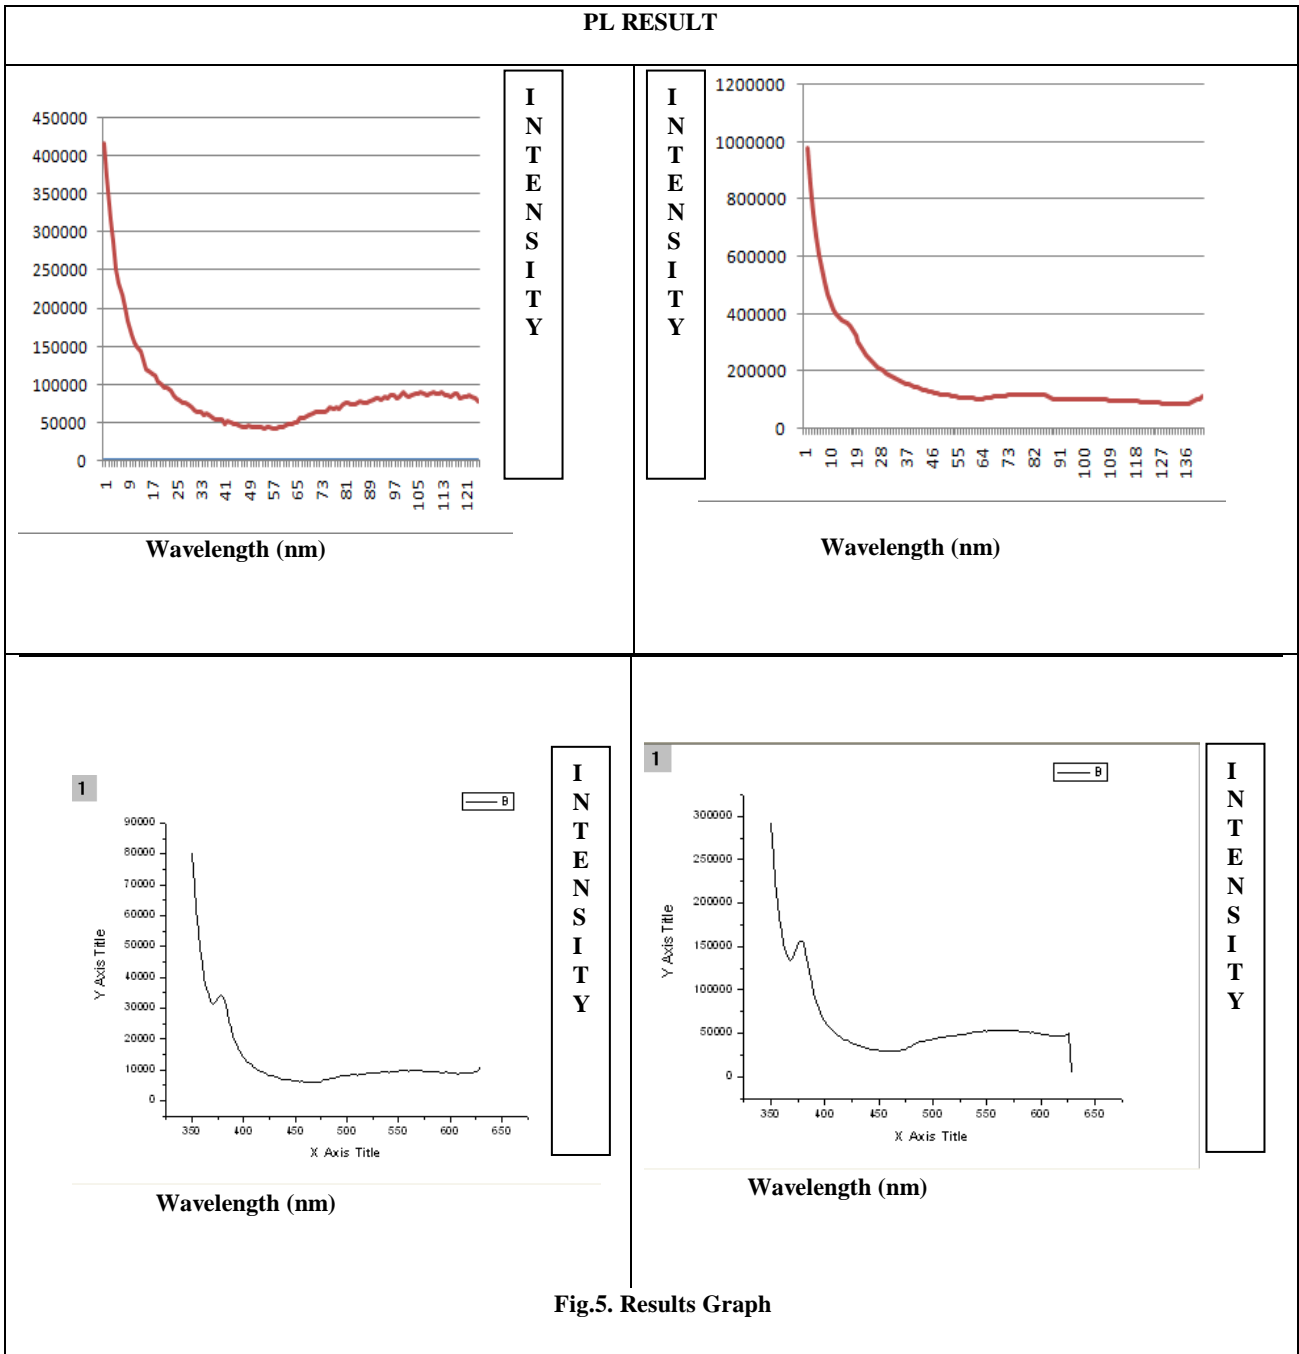 PL RESULT
450000
400000
350000
300000
250000
200000
150000
100000
50000
0
1 9 17 25 33 41 49 57 65 73 81 89 97 105 113 121
Wavelength (nm)
I
N
T
E
N
S
I
T
Y
I
N
T
E
N
S
I
T
Y
1200000
1000000
800000
600000
400000
200000
0
1 10 19 28 37 46 55 64 73 82 91 100 109 118 127 136
Wavelength (nm)
1
B
90000
80000
70000
60000
50000
40000
30000
20000
10000
0
Y Axis Title
350 400 450 500 550 600 650
X Axis Title
I
N
T
E
N
S
I
T
Y
Wavelength (nm)
1
B
300000
250000
200000
150000
100000
50000
0
Y Axis Title
350 400 450 500 550 600 650
X Axis Title
I
N
T
E
N
S
I
T
Y
Wavelength (nm)
Fig.5. Results Graph